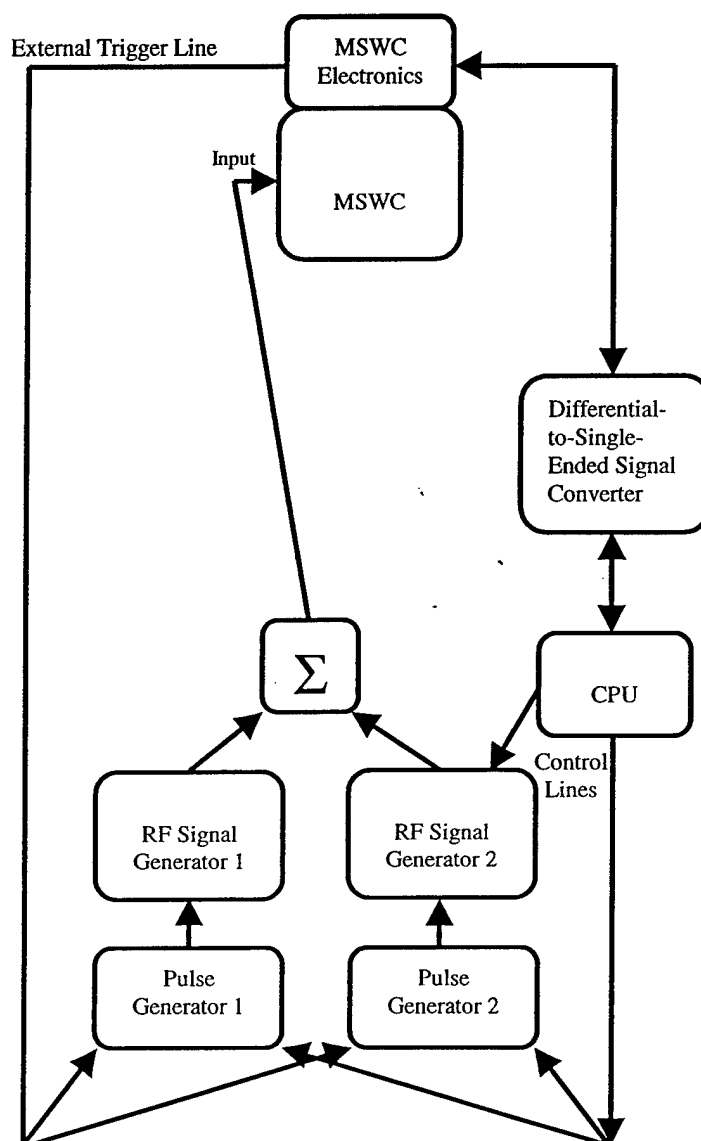 External Trigger Line
MSWC
Electronics
Input
MSWC
Differential-
to-Single-
Ended Signal
Converter
Σ
CPU
Control
Lines
RF Signal
Generator 1
RF Signal
Generator 2
Pulse
Generator 1
Pulse
Generator 2